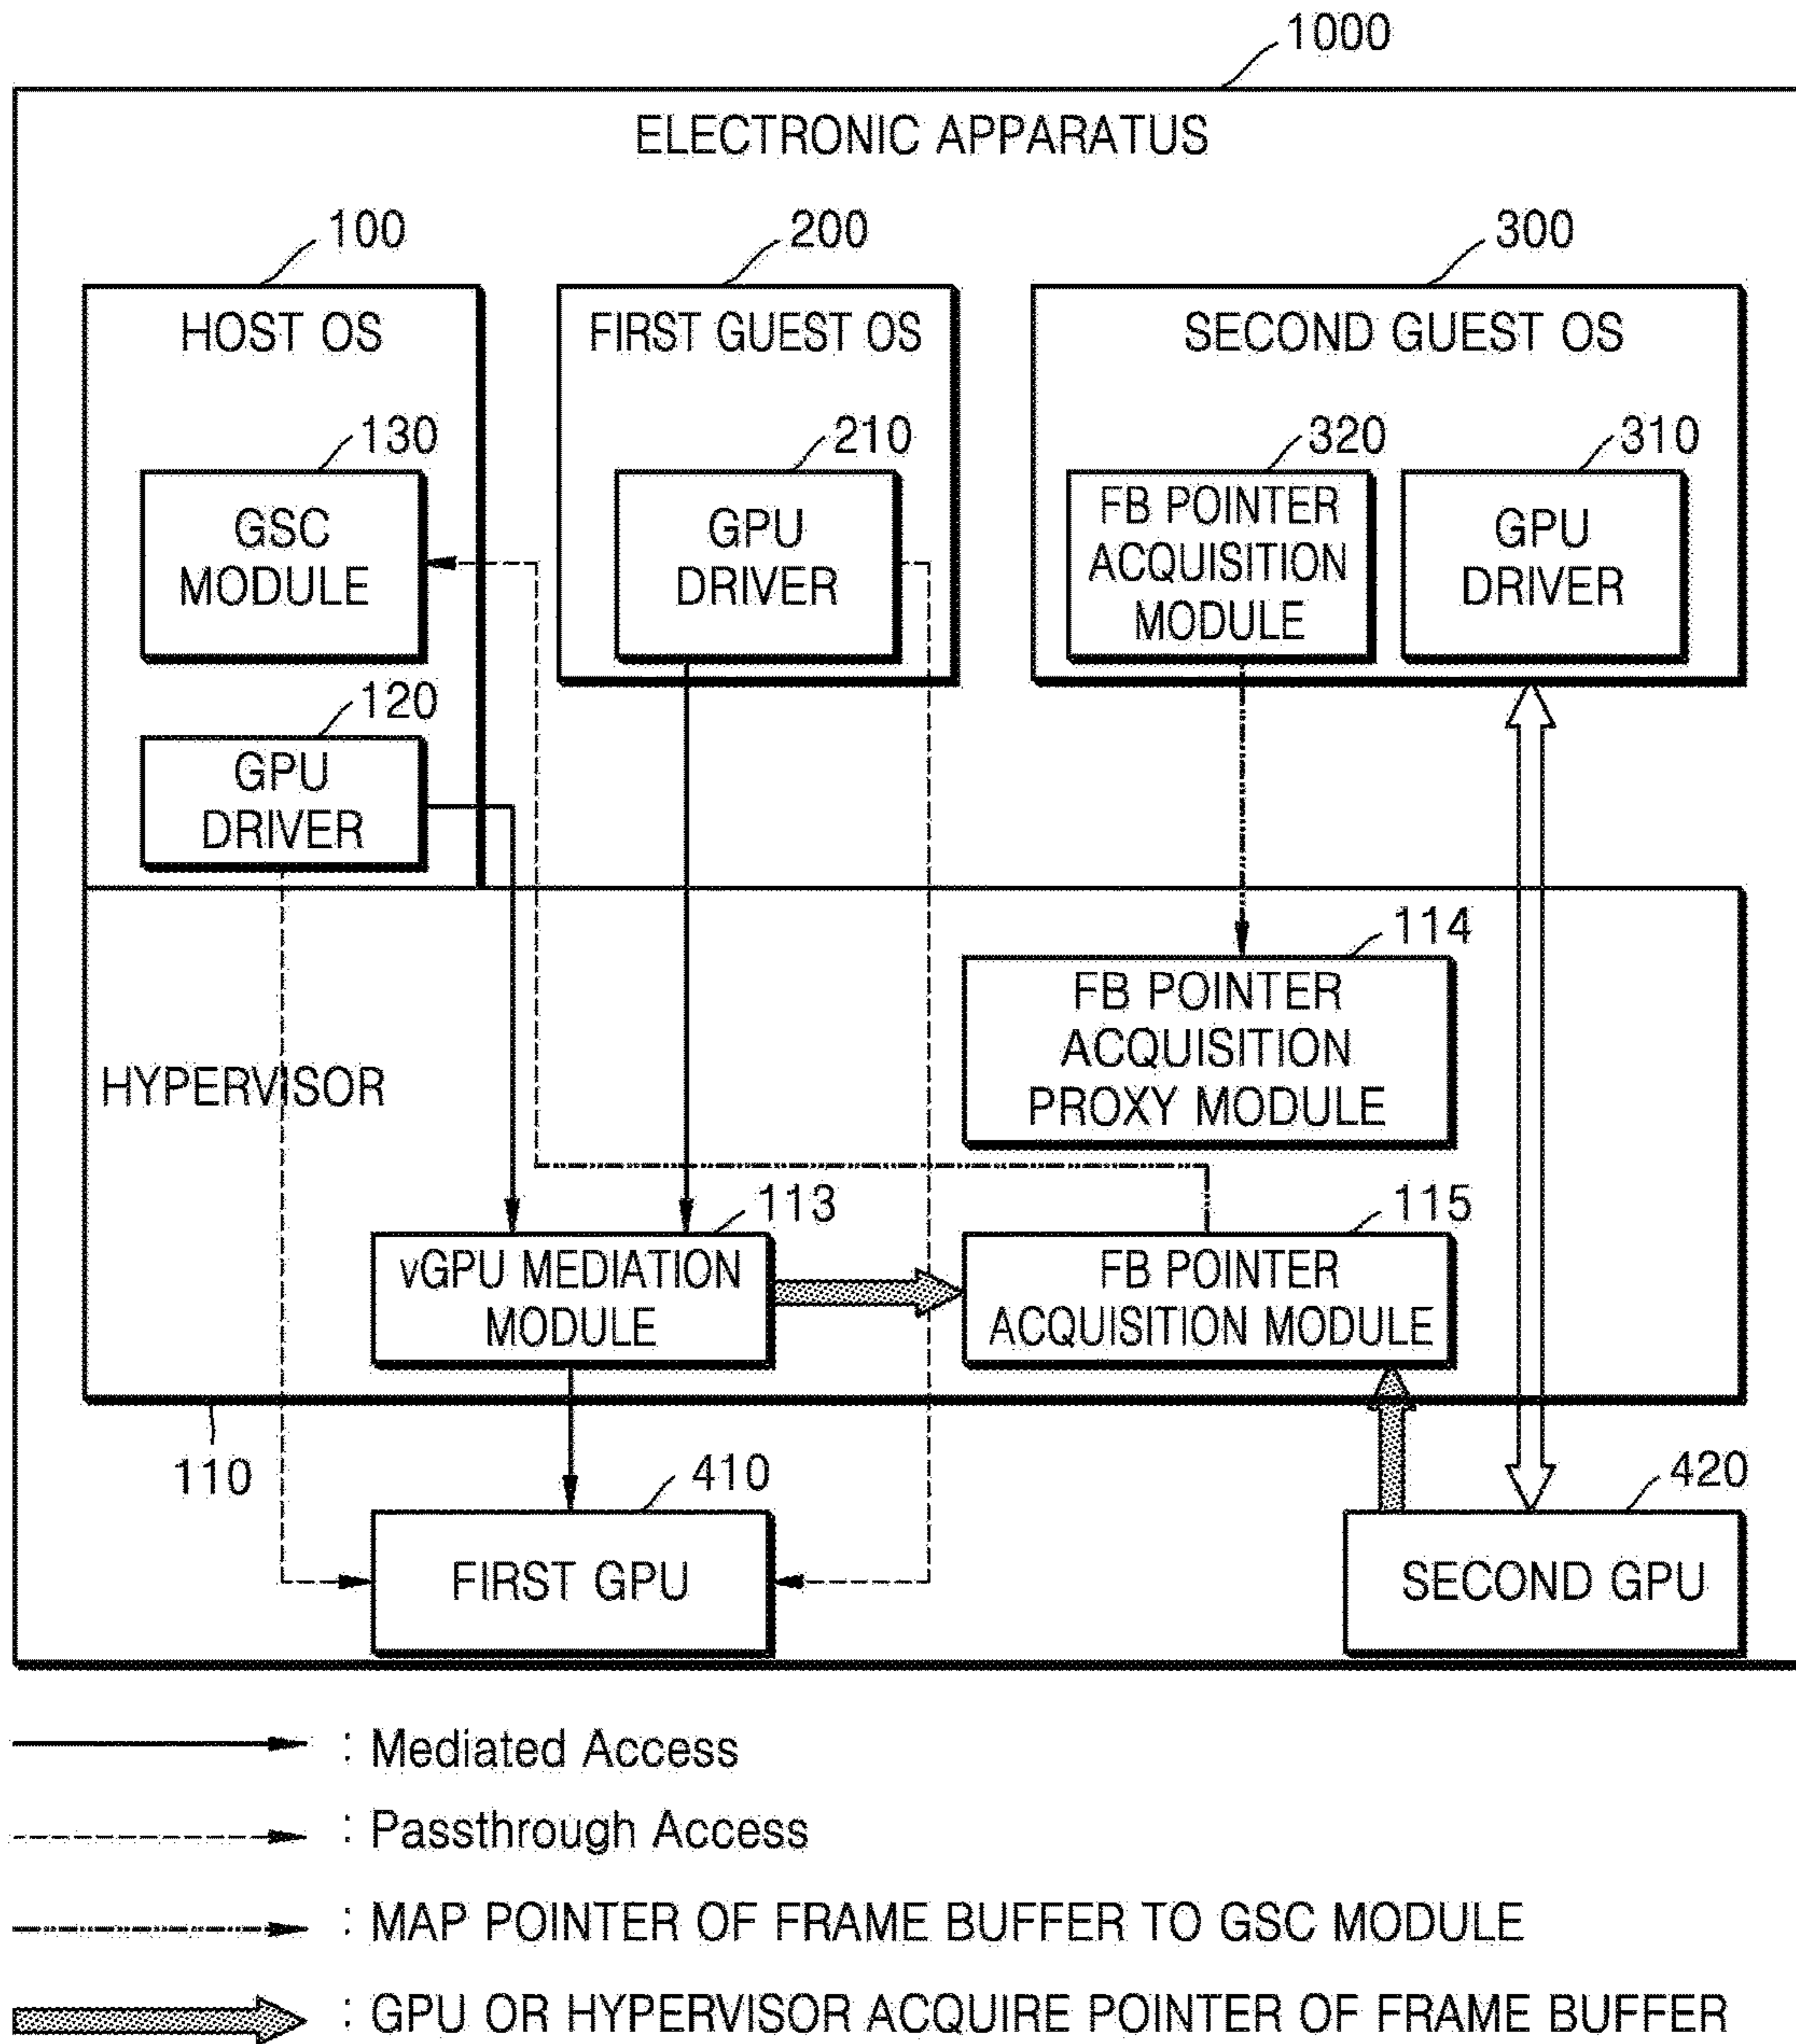 1000
ELECTRONIC APPARATUS
100
200
300
HOST OS
FIRST GUEST OS
SECOND GUEST OS
130
210
320
310
GSC
MODULE
GPU
DRIVER
FB POINTER
ACQUISITION
MODULE
GPU
DRIVER
120
GPU
DRIVER
114
FB POINTER
ACQUISITION
PROXY MODULE
HYPERVISOR
113
115
vGPU MEDIATION
MODULE
FB POINTER
ACQUISITION MODULE
110
410
420
FIRST GPU
SECOND GPU
: Mediated Access
: Passthrough Access
: MAP POINTER OF FRAME BUFFER TO GSC MODULE
: GPU OR HYPERVISOR ACQUIRE POINTER OF FRAME BUFFER